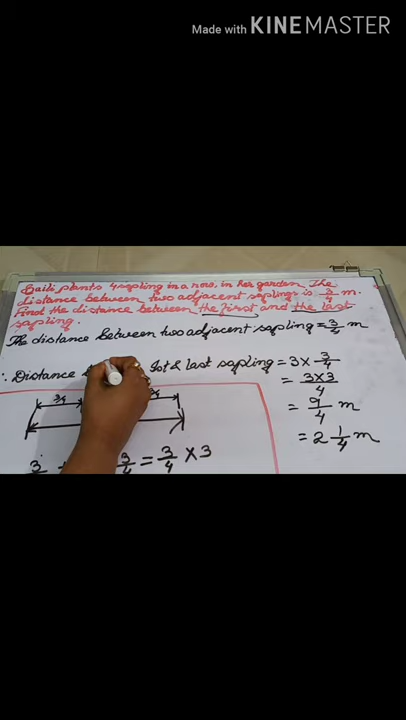 Made with KINEMASTER
Saili plants 4 sapling in a row, in her garden. The
distance between two adjacent saplings is 3/4 m.
Find the distance between the first and the last
sapling.
The distance between two adjacent sapling = 3/4 m
∴ Distance 1st & last sapling = 3 × 3/4
= 3×3/4
= 9/4 m
= 2 1/4 m
3/4
3 3/4 = 3/4 × 3